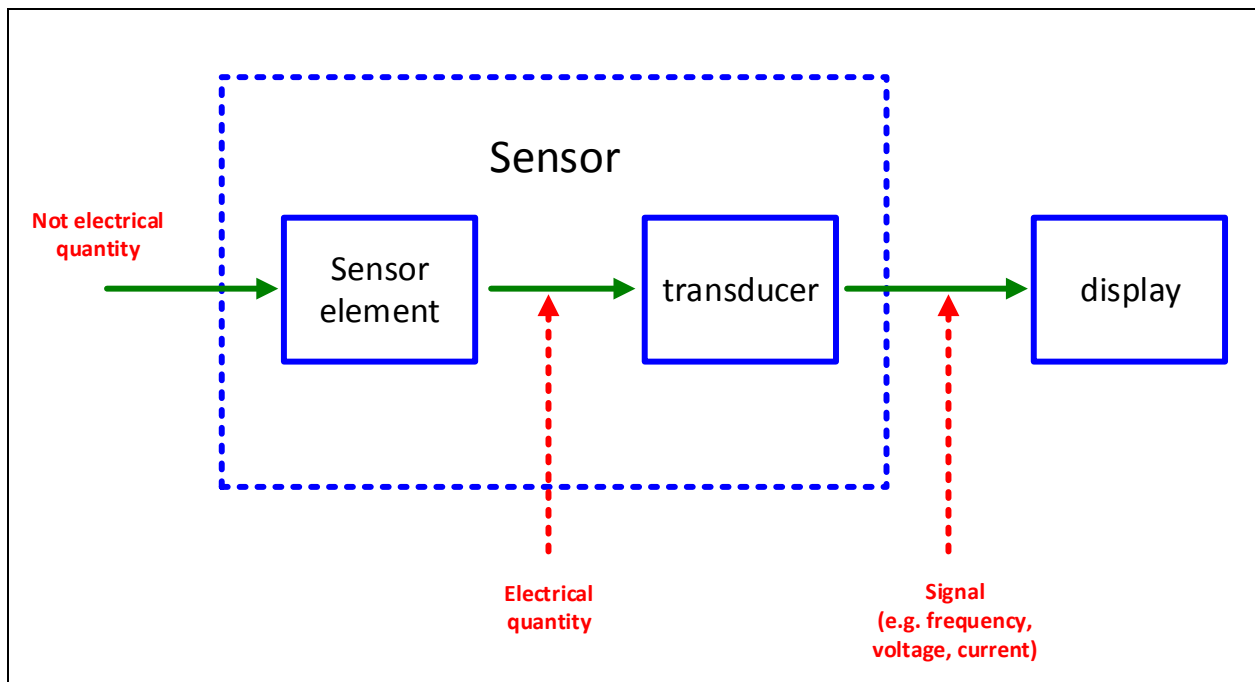 Sensor
Not electrical
quantity
Sensor
element
transducer
display
Electrical
quantity
Signal
(e.g. frequency,
voltage, current)